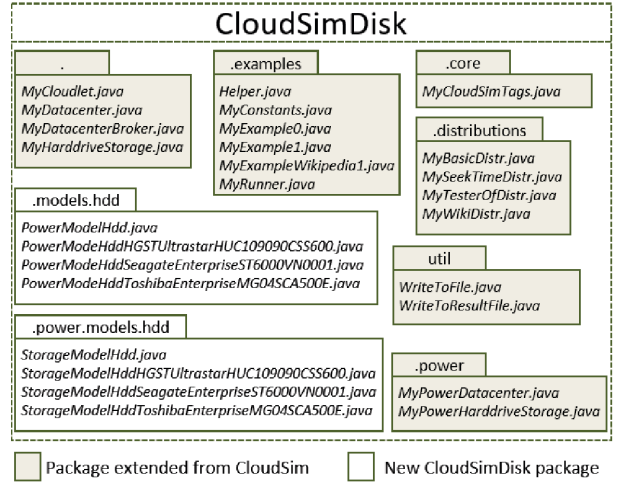 CloudSimDisk
.
MyCloudlet.java
MyDatacenter.java
MyDatacenterBroker.java
MyHarddriveStorage.java
.examples
Helper.java
MyConstants.java
MyExample0.java
MyExample1.java
MyExampleWikipedia1.java
MyRunner.java
.core
MyCloudSimTags.java
.distributions
MyBasicDistr.java
MySeekTimeDistr.java
MyTesterOfDistr.java
MyWikiDistr.java
.models.hdd
PowerModelHdd.java
PowerModeHddHGSTUltrastarHUC109090CSS600.java
PowerModeHddSeagateEnterpriseST6000VN0001.java
PowerModeHddToshibaEnterpriseMG04SCA500E.java
util
WriteToFile.java
WriteToResultFile.java
.power.models.hdd
StorageModelHdd.java
StorageModelHddHGSTUltrastarHUC109090CSS600.java
StorageModelHddSeagateEnterpriseST6000VN0001.java
StorageModelHddToshibaEnterpriseMG04SCA500E.java
.power
MyPowerDatacenter.java
MyPowerHarddriveStorage.java
Package extended from CloudSim
New CloudSimDisk package